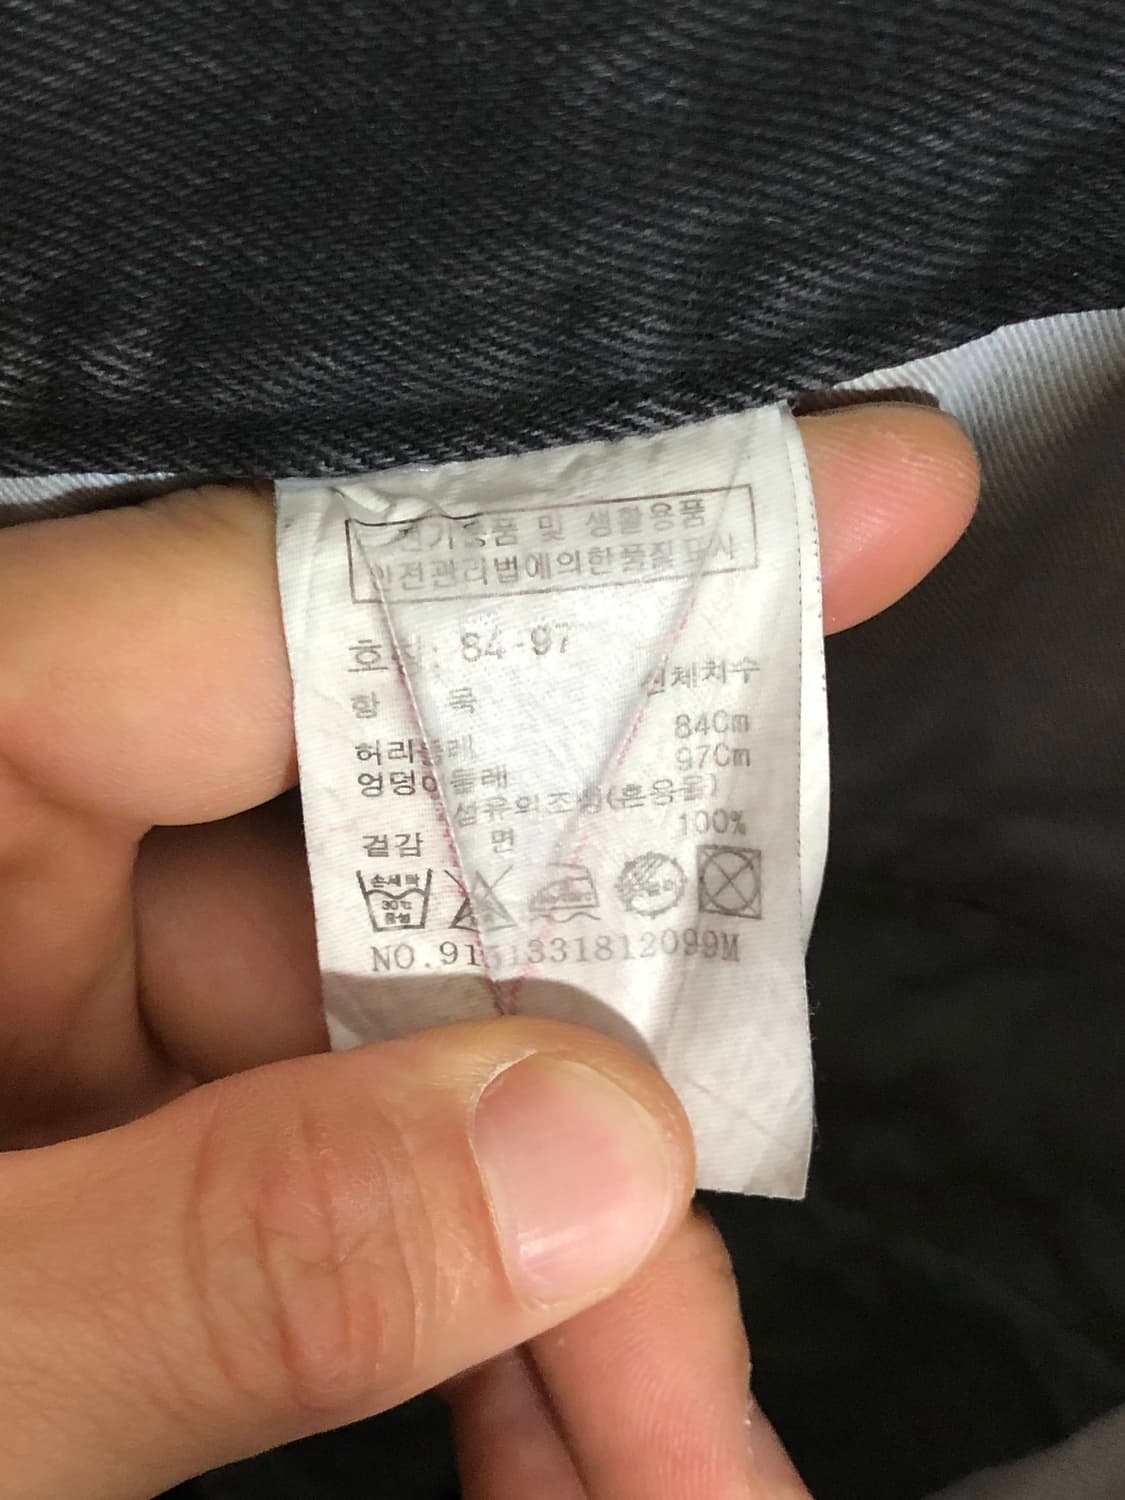 전기용품 및 생활용품
안전관리법에의한품질표시
호칭: 84-97
항 목 신체치수
허리둘레 84Cm
엉덩이둘레 97Cm
섬유의조성(혼용율)
겉감 면 100%
손세탁
30℃
중성